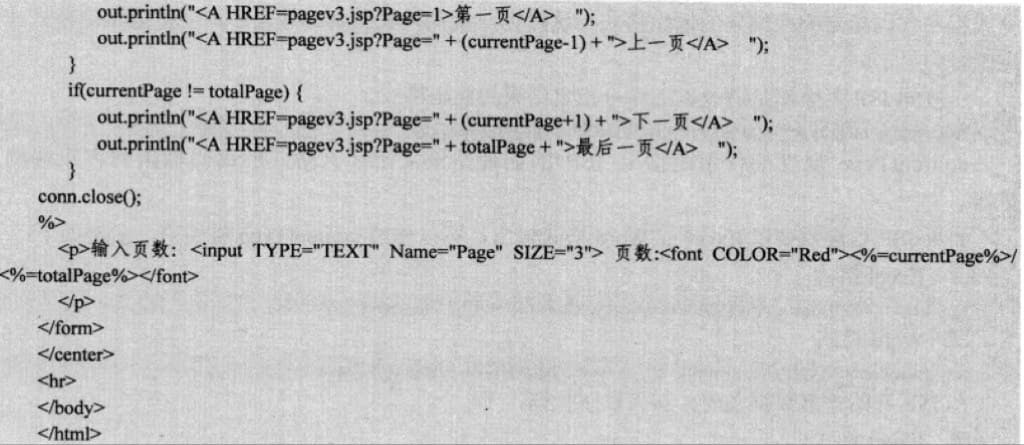 out.println("<A HREF=pagev3.jsp?Page=1>第一页</A>    ");
out.println("<A HREF=pagev3.jsp?Page=" + (currentPage-1) + ">上一页</A>    ");
}
if(currentPage != totalPage) {
out.println("<A HREF=pagev3.jsp?Page=" + (currentPage+1) + ">下一页</A>    ");
out.println("<A HREF=pagev3.jsp?Page=" + totalPage + ">最后一页</A>    ");
}
conn.close();
%>
<p>输入页数: <input TYPE="TEXT" Name="Page" SIZE="3"> 页数:<font COLOR="Red"><%=currentPage%>/
<%=totalPage%></font>
</p>
</form>
</center>
<hr>
</body>
</html>